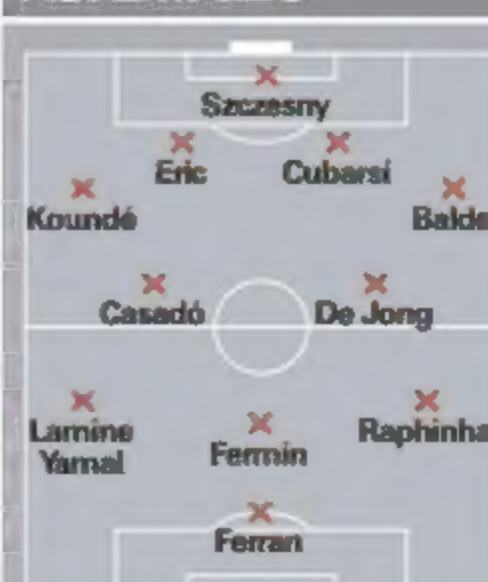 Szczesny
Eric
Cubarsí
Koundé
Balde
Casadó
De Jong
Lamine
Yamal
Fermín
Raphinha
Ferran